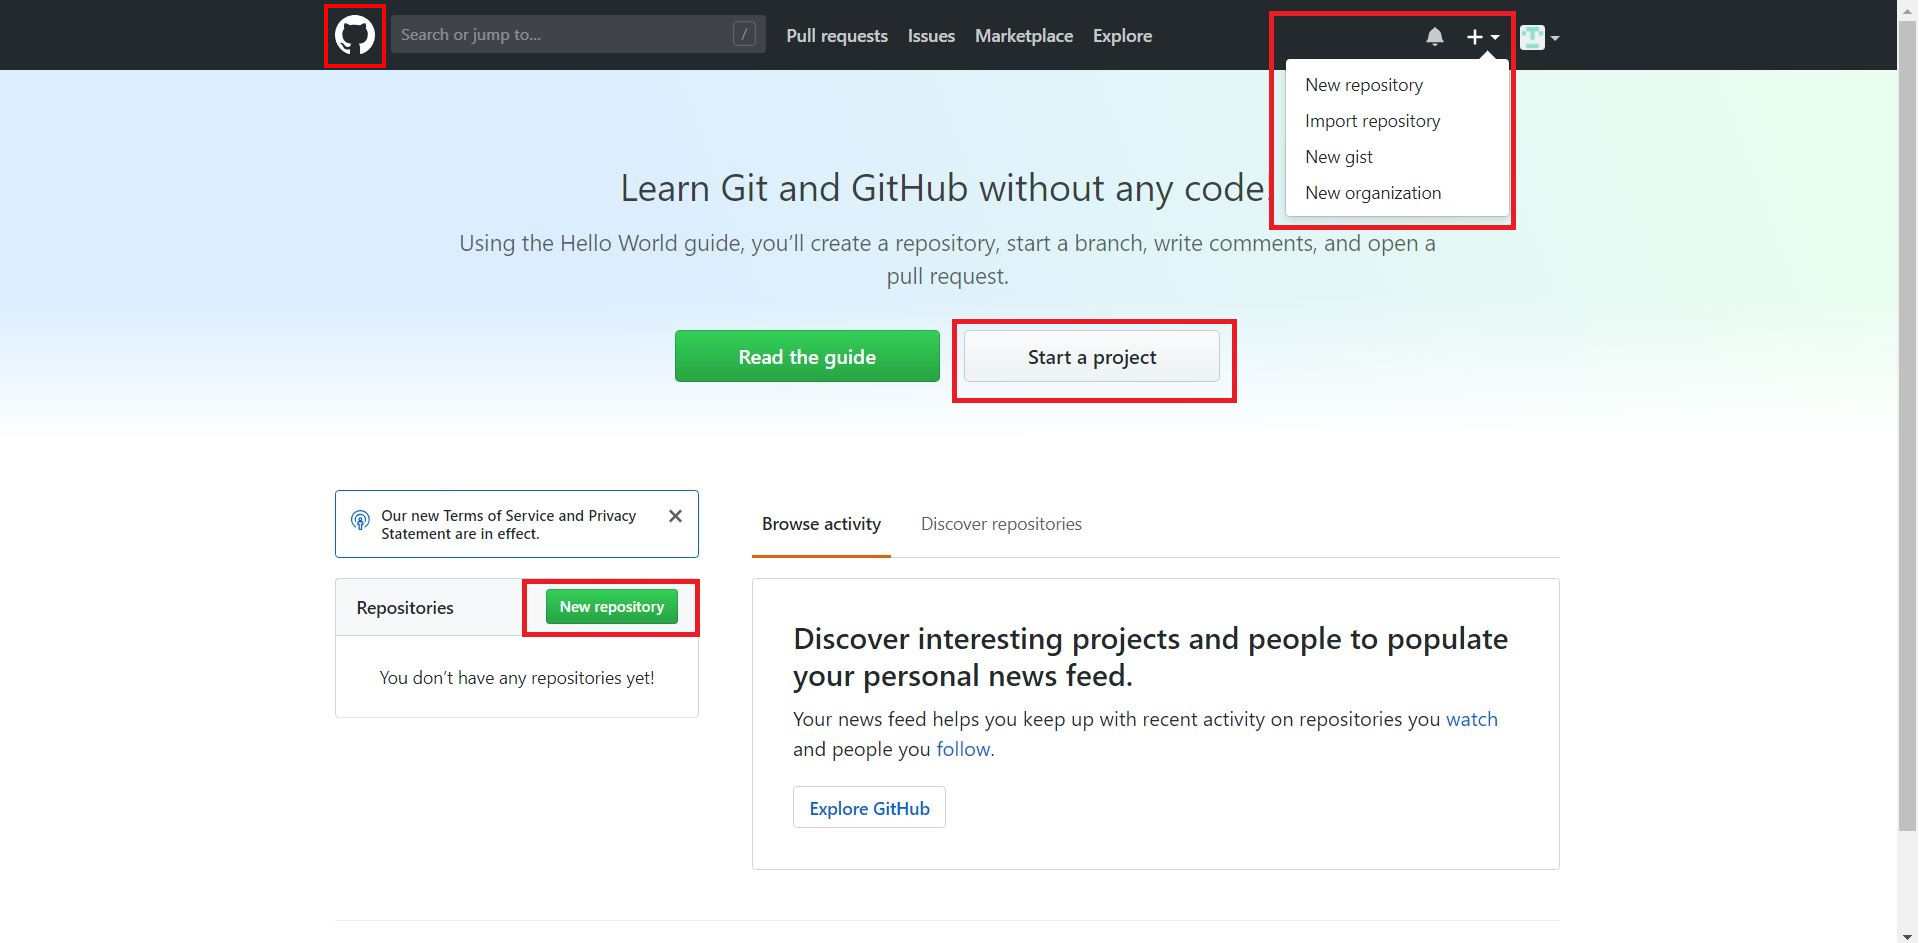 Search or jump to...
/
Pull requests
Issues
Marketplace
Explore
New repository
Import repository
New gist
New organization
Learn Git and GitHub without any code!
Using the Hello World guide, you’ll create a repository, start a branch, write comments, and open a
pull request.
Read the guide
Start a project
Our new Terms of Service and Privacy
Statement are in effect.
Repositories
New repository
You don’t have any repositories yet!
Browse activity
Discover repositories
Discover interesting projects and people to populate
your personal news feed.
Your news feed helps you keep up with recent activity on repositories you watch
and people you follow.
Explore GitHub